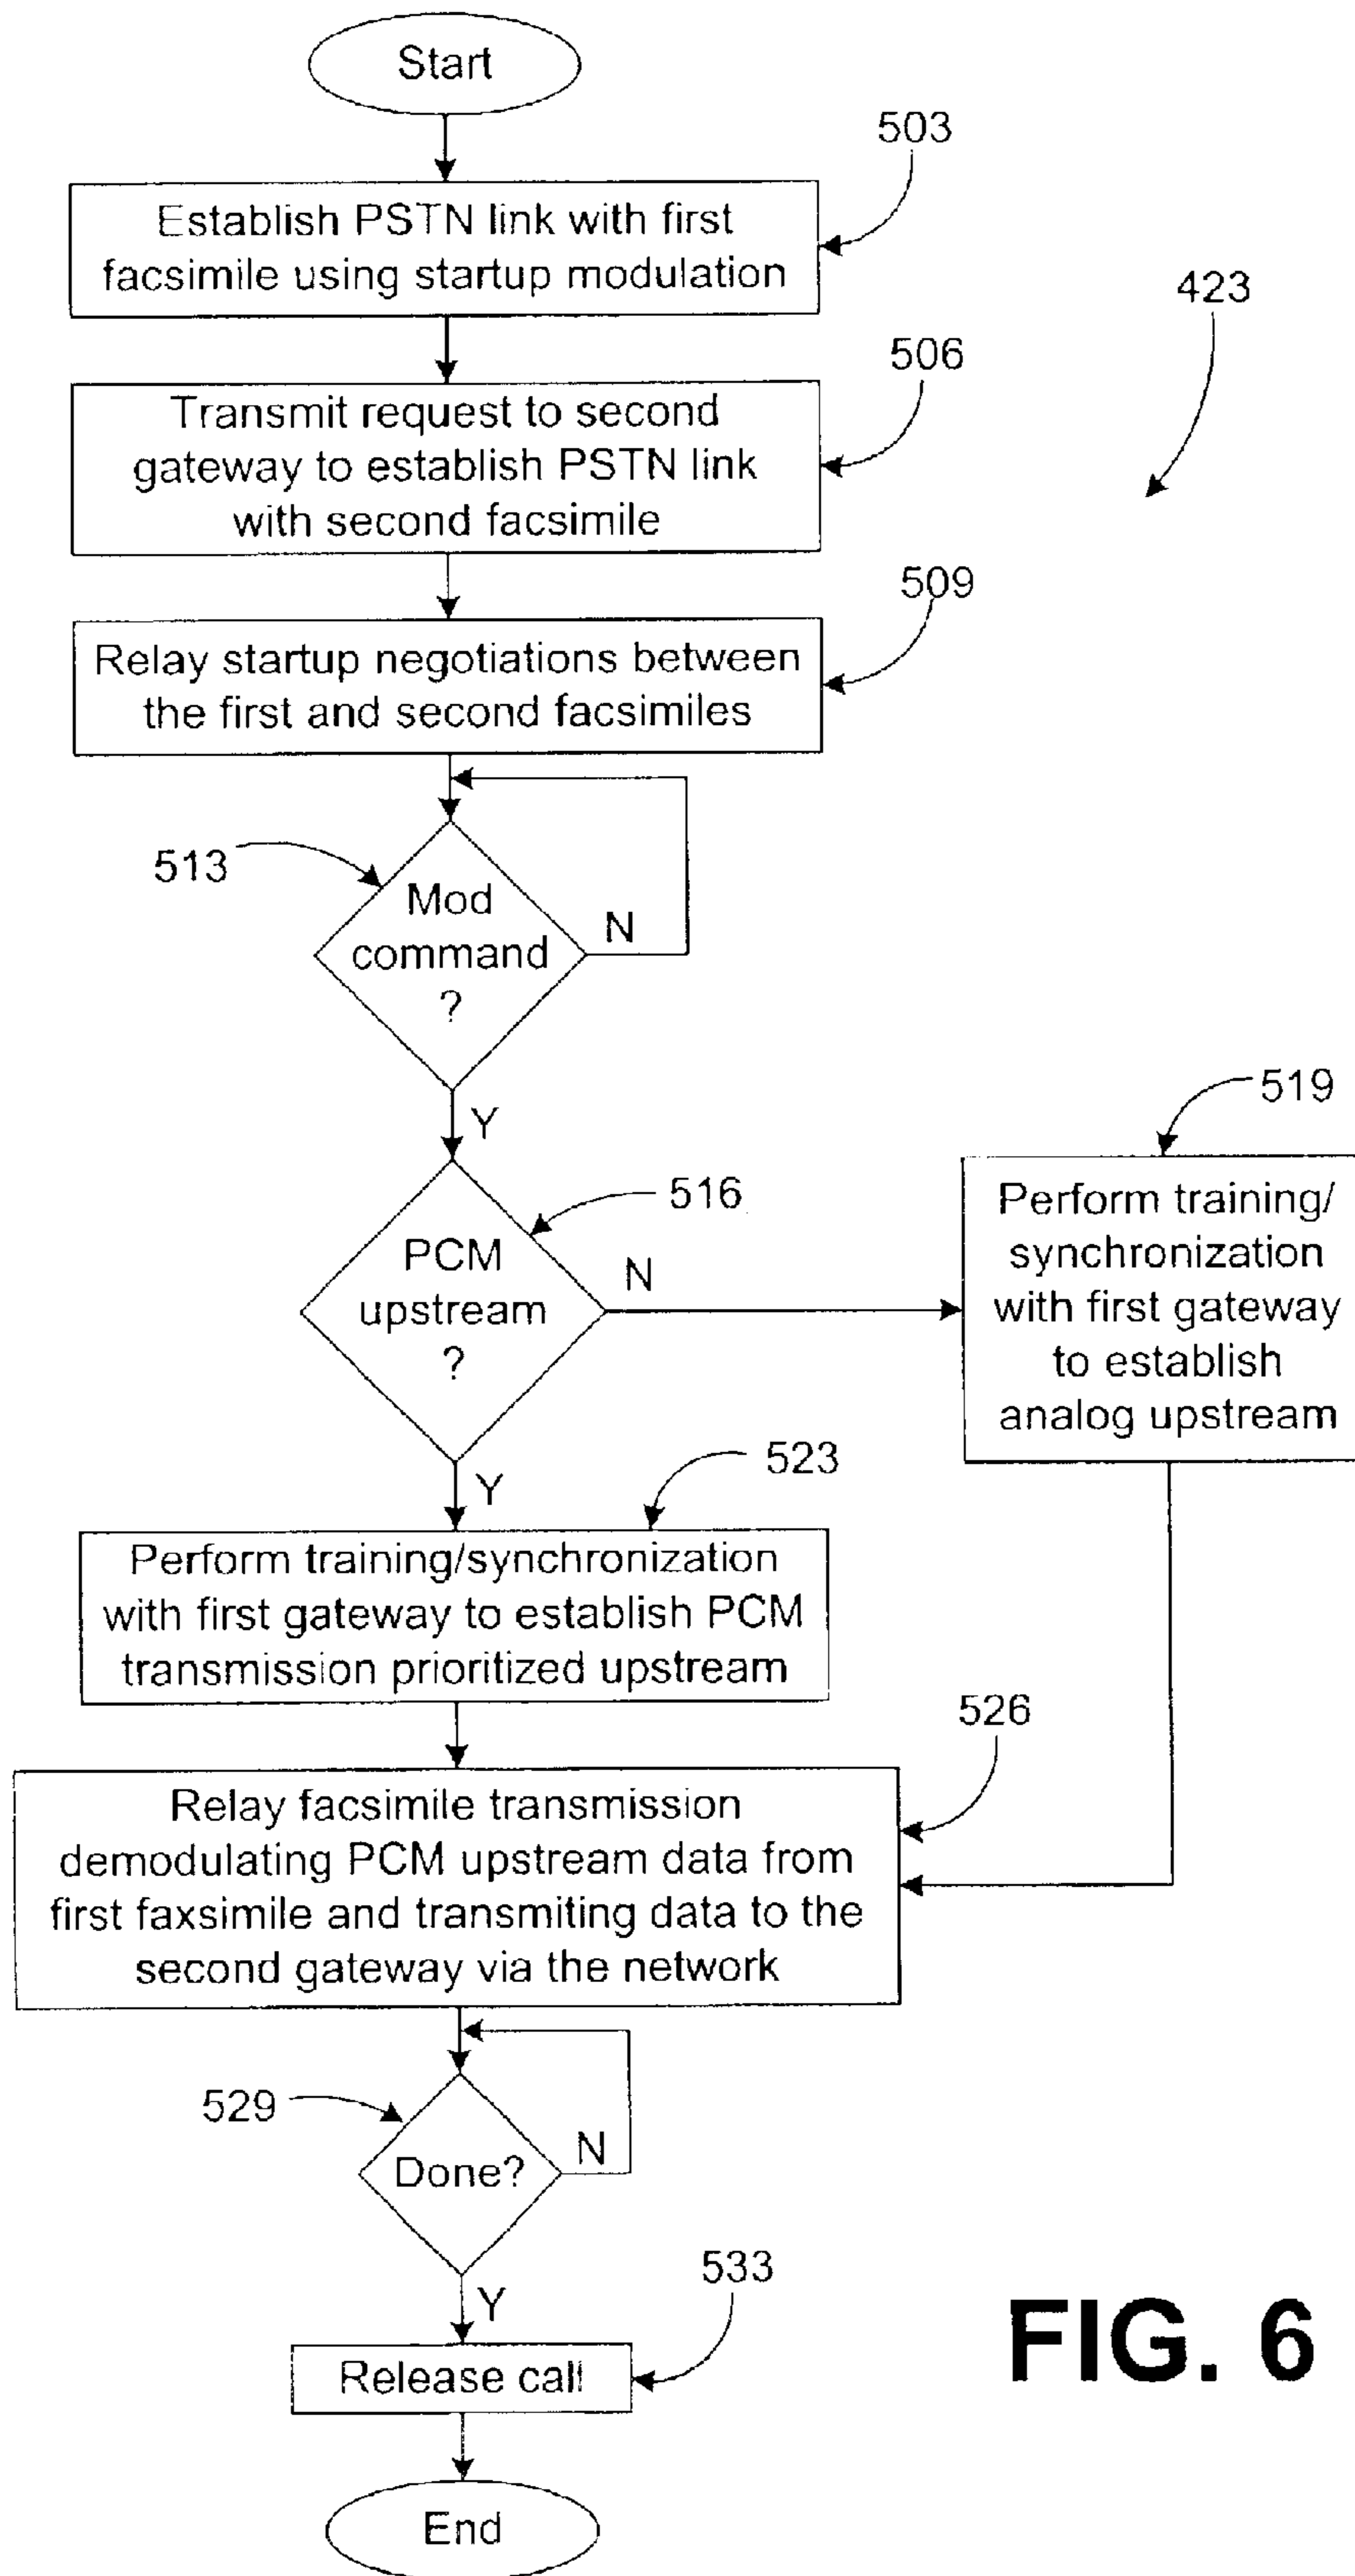 Start
503
Establish PSTN link with first
facsimile using startup modulation
423
506
Transmit request to second
gateway to establish PSTN link
with second facsimile
509
Relay startup negotiations between
the first and second facsimiles
513
Mod
command
?
N
Y
519
516
PCM
upstream
?
N
Perform training/
synchronization
with first gateway
to establish
analog upstream
Y
523
Perform training/synchronization
with first gateway to establish PCM
transmission prioritized upstream
526
Relay facsimile transmission
demodulating PCM upstream data from
first faxsimile and transmiting data to the
second gateway via the network
529
Done?
N
Y
533
Release call
End
FIG. 6